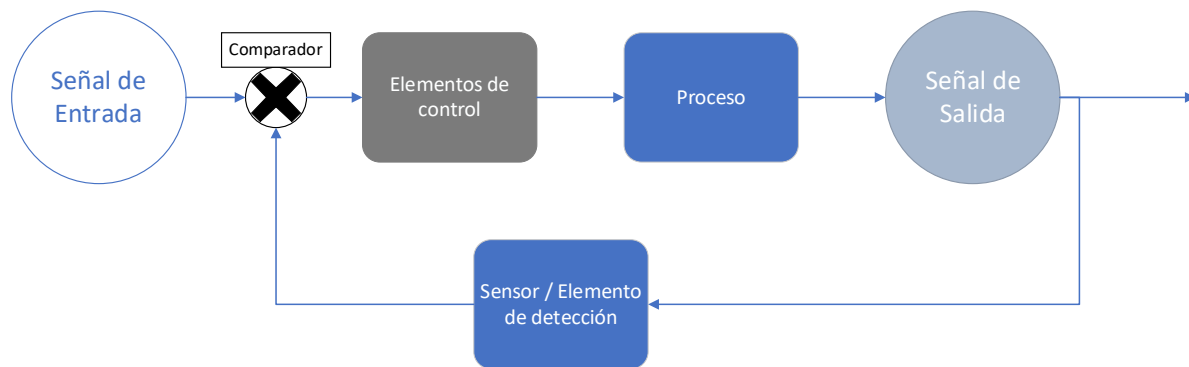 Señal de
Entrada
Comparador
Elementos de
control
Proceso
Señal de
Salida
Sensor / Elemento
de detección